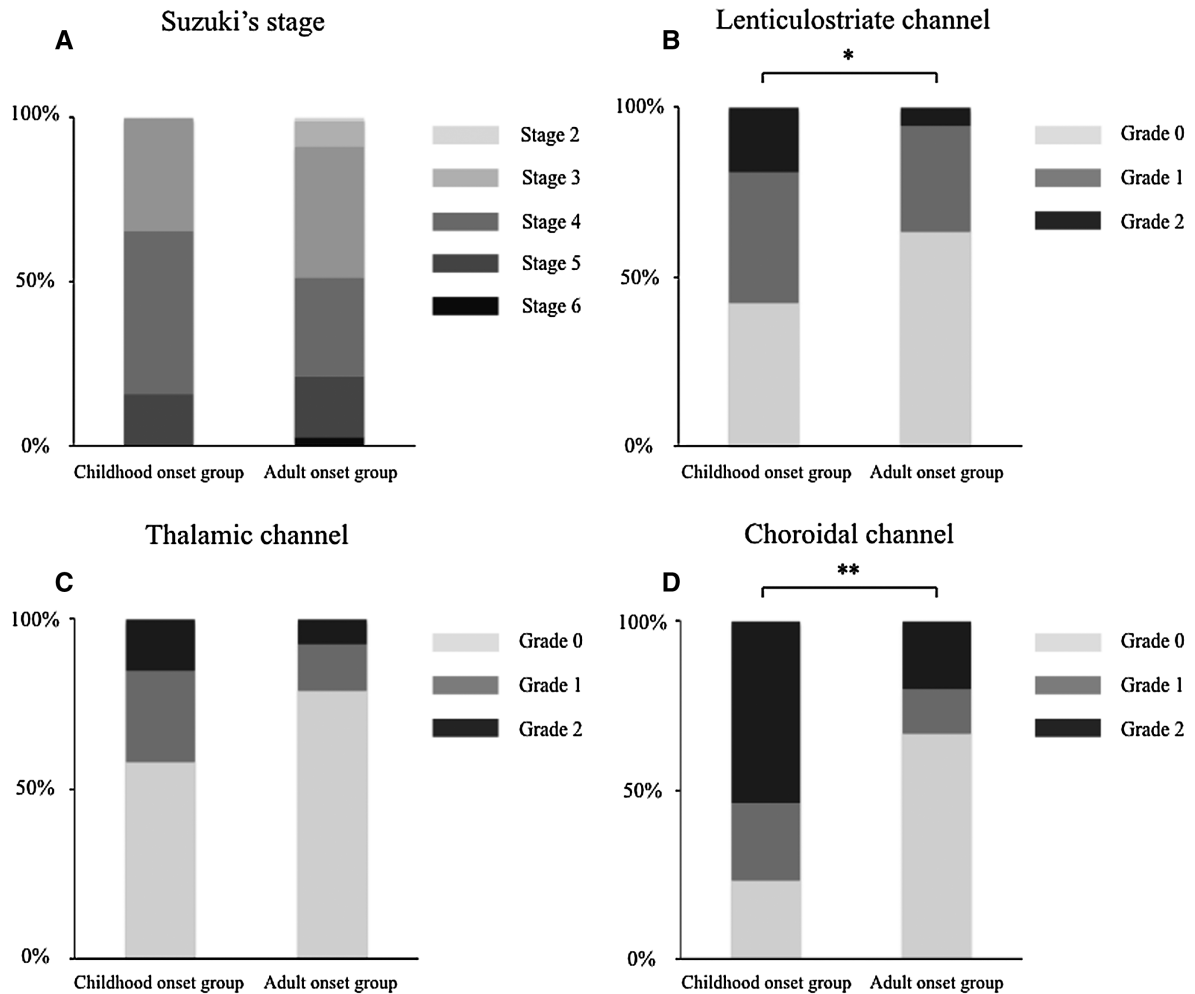 A
Suzuki’s stage
100%
50%
0%
Childhood onset group
Adult onset group
Stage 2
Stage 3
Stage 4
Stage 5
Stage 6
B
Lenticulostriate channel
*
100%
50%
0%
Childhood onset group
Adult onset group
Grade 0
Grade 1
Grade 2
C
Thalamic channel
100%
50%
0%
Childhood onset group
Adult onset group
Grade 0
Grade 1
Grade 2
D
Choroidal channel
**
100%
50%
0%
Childhood onset group
Adult onset group
Grade 0
Grade 1
Grade 2